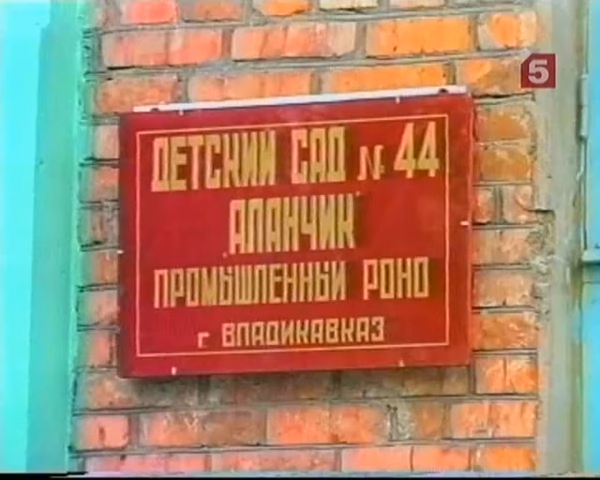 5
ДЕТСКИЙ САД № 44
„АЛАНЧИК"
ПРОМЫШЛЕННЫЙ РОНО
г ВЛАДИКАВКАЗ